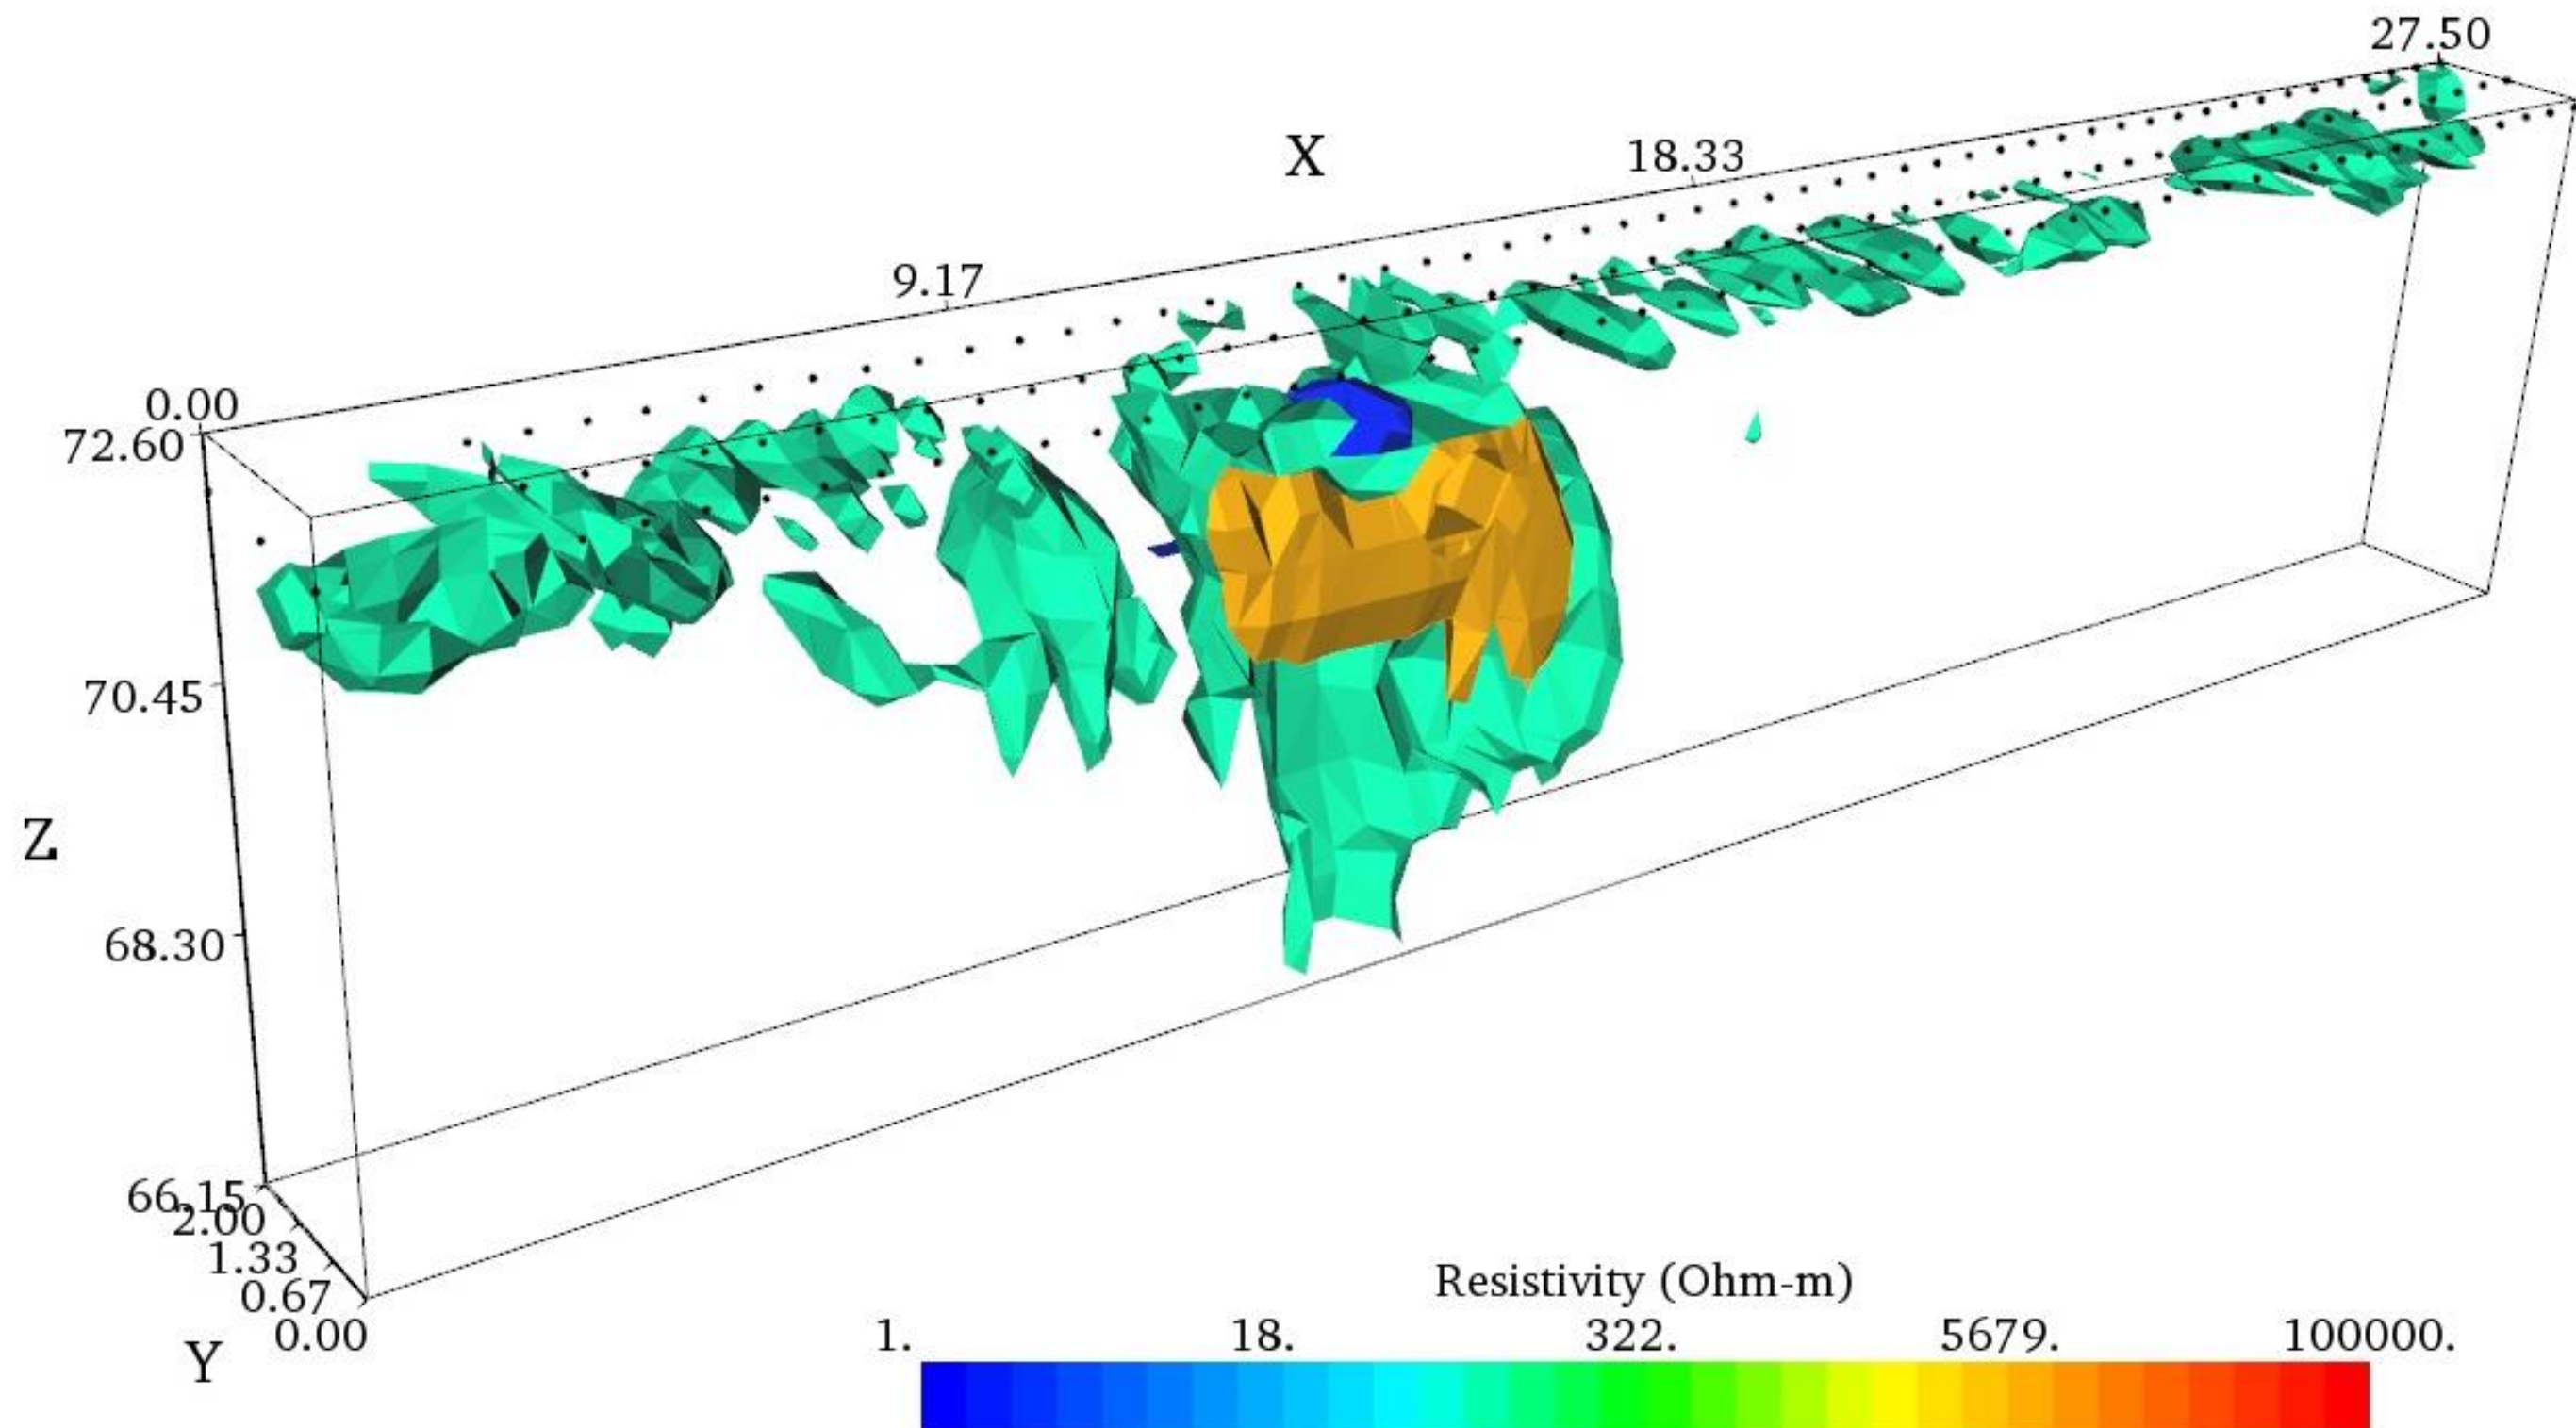 27.50
X
18.33
9.17
0.00
72.60
70.45
Z
68.30
66.15
2.00
1.33
0.67
0.00
Y
Resistivity (Ohm-m)
1. 18. 322. 5679. 100000.